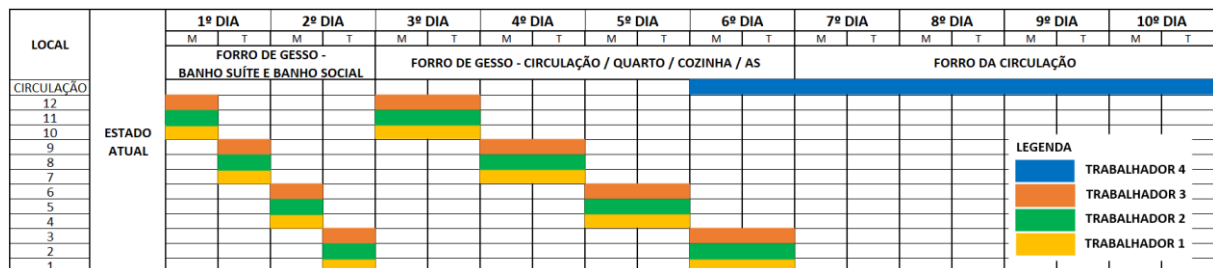 LOCAL
1º DIA 2º DIA 3º DIA 4º DIA 5º DIA 6º DIA 7º DIA 8º DIA 9º DIA 10º DIA
M T M T M T M T M T M T M T M T M T M T
FORRO DE GESSO -
BANHO SUÍTE E BANHO SOCIAL
FORRO DE GESSO - CIRCULAÇÃO / QUARTO / COZINHA / AS
FORRO DA CIRCULAÇÃO
CIRCULAÇÃO
12
11
10
9
8
7
6
5
4
3
2
1
ESTADO
ATUAL
LEGENDA
TRABALHADOR 4
TRABALHADOR 3
TRABALHADOR 2
TRABALHADOR 1